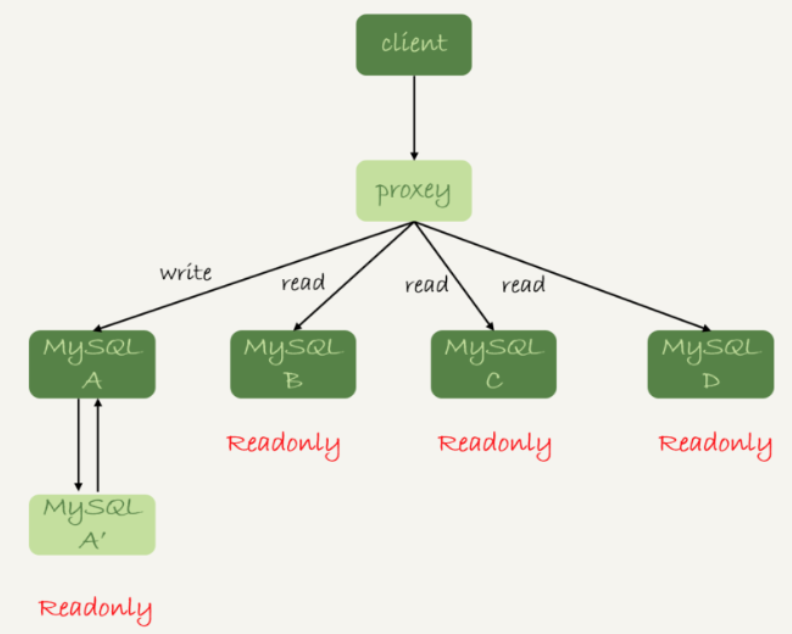 client
proxey
write
read
read
read
MySQL
A
MySQL
B
MySQL
C
MySQL
D
Readonly
Readonly
Readonly
MySQL
A'
Readonly